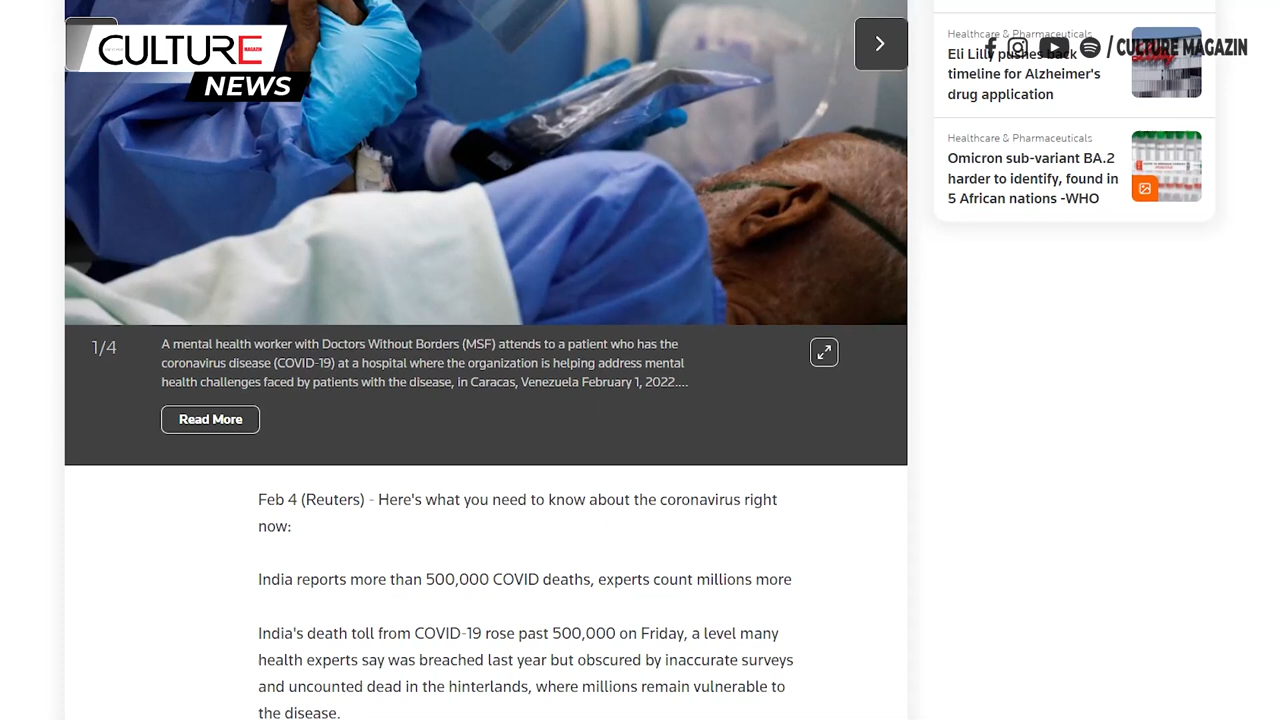 CULTURE
MAGAZIN
NEWS
/ CULTURE MAGAZIN
Healthcare & Pharmaceuticals
Eli Lilly pushes back
timeline for Alzheimer's
drug application
Healthcare & Pharmaceuticals
Omicron sub-variant BA.2
harder to identify, found in
5 African nations -WHO
1/4
A mental health worker with Doctors Without Borders (MSF) attends to a patient who has the
coronavirus disease (COVID-19) at a hospital where the organization is helping address mental
health challenges faced by patients with the disease, in Caracas, Venezuela February 1, 2022....
Read More
Feb 4 (Reuters) - Here's what you need to know about the coronavirus right
now:
India reports more than 500,000 COVID deaths, experts count millions more
India's death toll from COVID-19 rose past 500,000 on Friday, a level many
health experts say was breached last year but obscured by inaccurate surveys
and uncounted dead in the hinterlands, where millions remain vulnerable to
the disease.